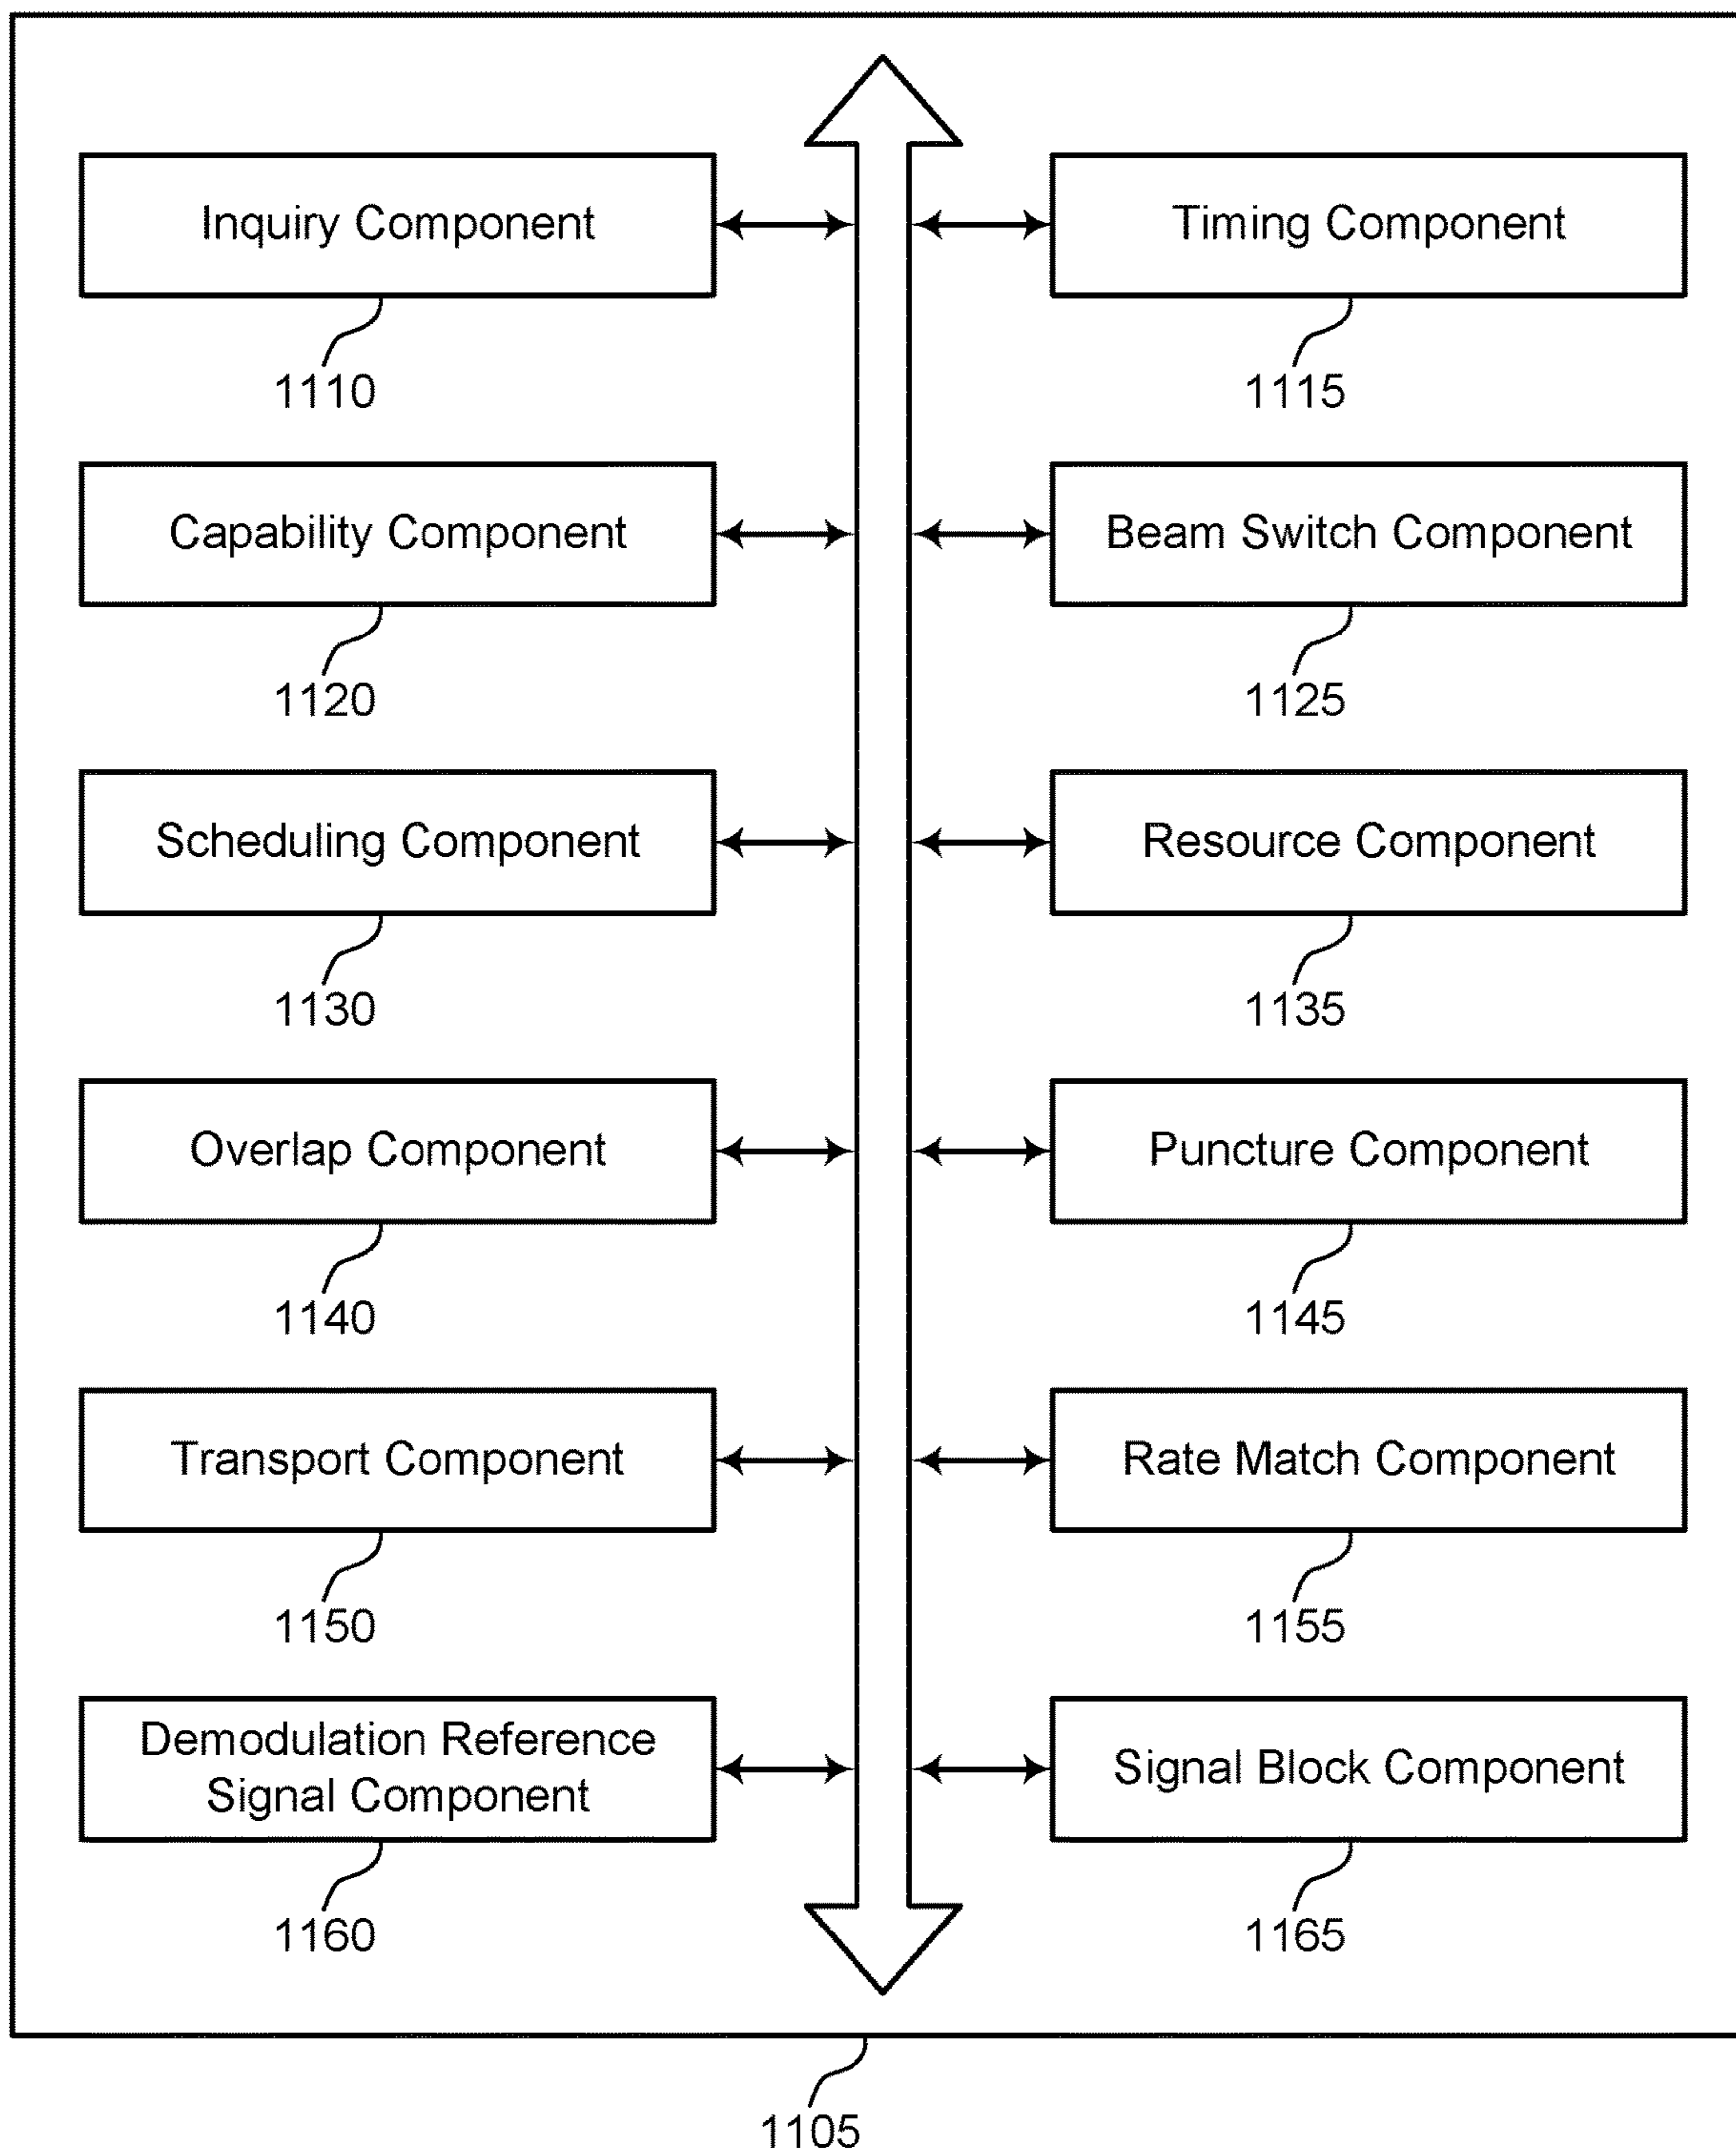 Inquiry Component
Timing Component
1110
1115
Capability Component
Beam Switch Component
1120
1125
Scheduling Component
Resource Component
1130
1135
Overlap Component
Puncture Component
1140
1145
Transport Component
Rate Match Component
1150
1155
Demodulation Reference
Signal Component
Signal Block Component
1160
1165
1105